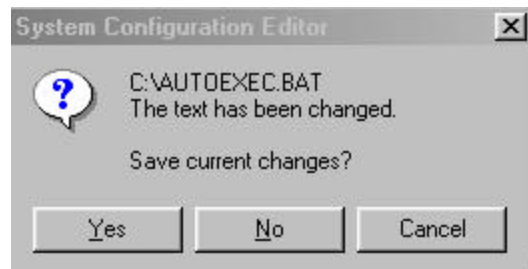 System Configuration Editor
C:\AUTOEXEC.BAT
The text has been changed.
Save current changes?
Yes
No
Cancel